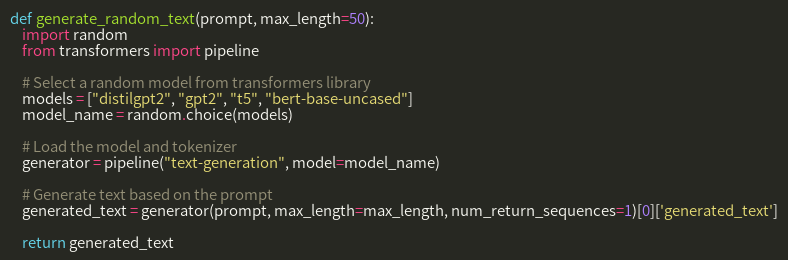 def generate_random_text(prompt, max_length=50):
    import random
    from transformers import pipeline

    # Select a random model from transformers library
    models = ["distilgpt2", "gpt2", "t5", "bert-base-uncased"]
    model_name = random.choice(models)

    # Load the model and tokenizer
    generator = pipeline("text-generation", model=model_name)

    # Generate text based on the prompt
    generated_text = generator(prompt, max_length=max_length, num_return_sequences=1)[0]['generated_text']

    return generated_text